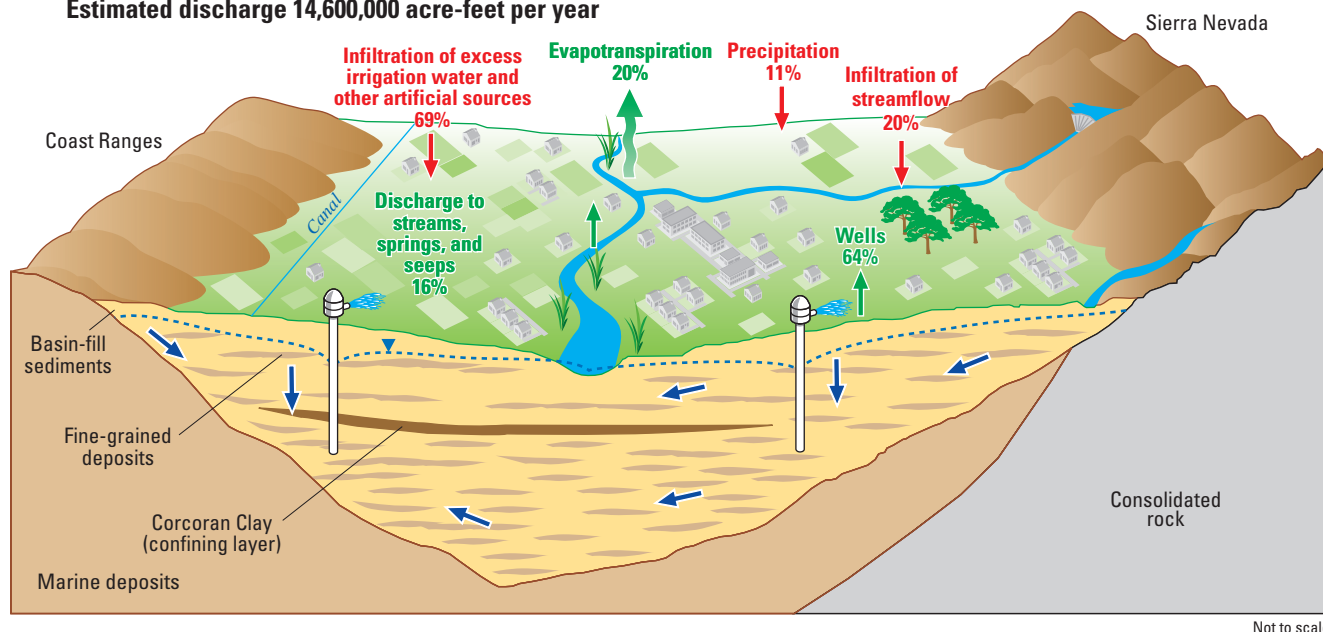 Estimated discharge 14,600,000 acre-feet per year
Sierra Nevada
Infiltration of excess
irrigation water and
other artificial sources
69%
Evapotranspiration
20%
Precipitation
11%
Infiltration of
streamflow
20%
Coast Ranges
Canal
Discharge to
streams,
springs, and
seeps
16%
Wells
64%
Basin-fill
sediments
Fine-grained
deposits
Corcoran Clay
(confining layer)
Marine deposits
Consolidated
rock
Not to scale